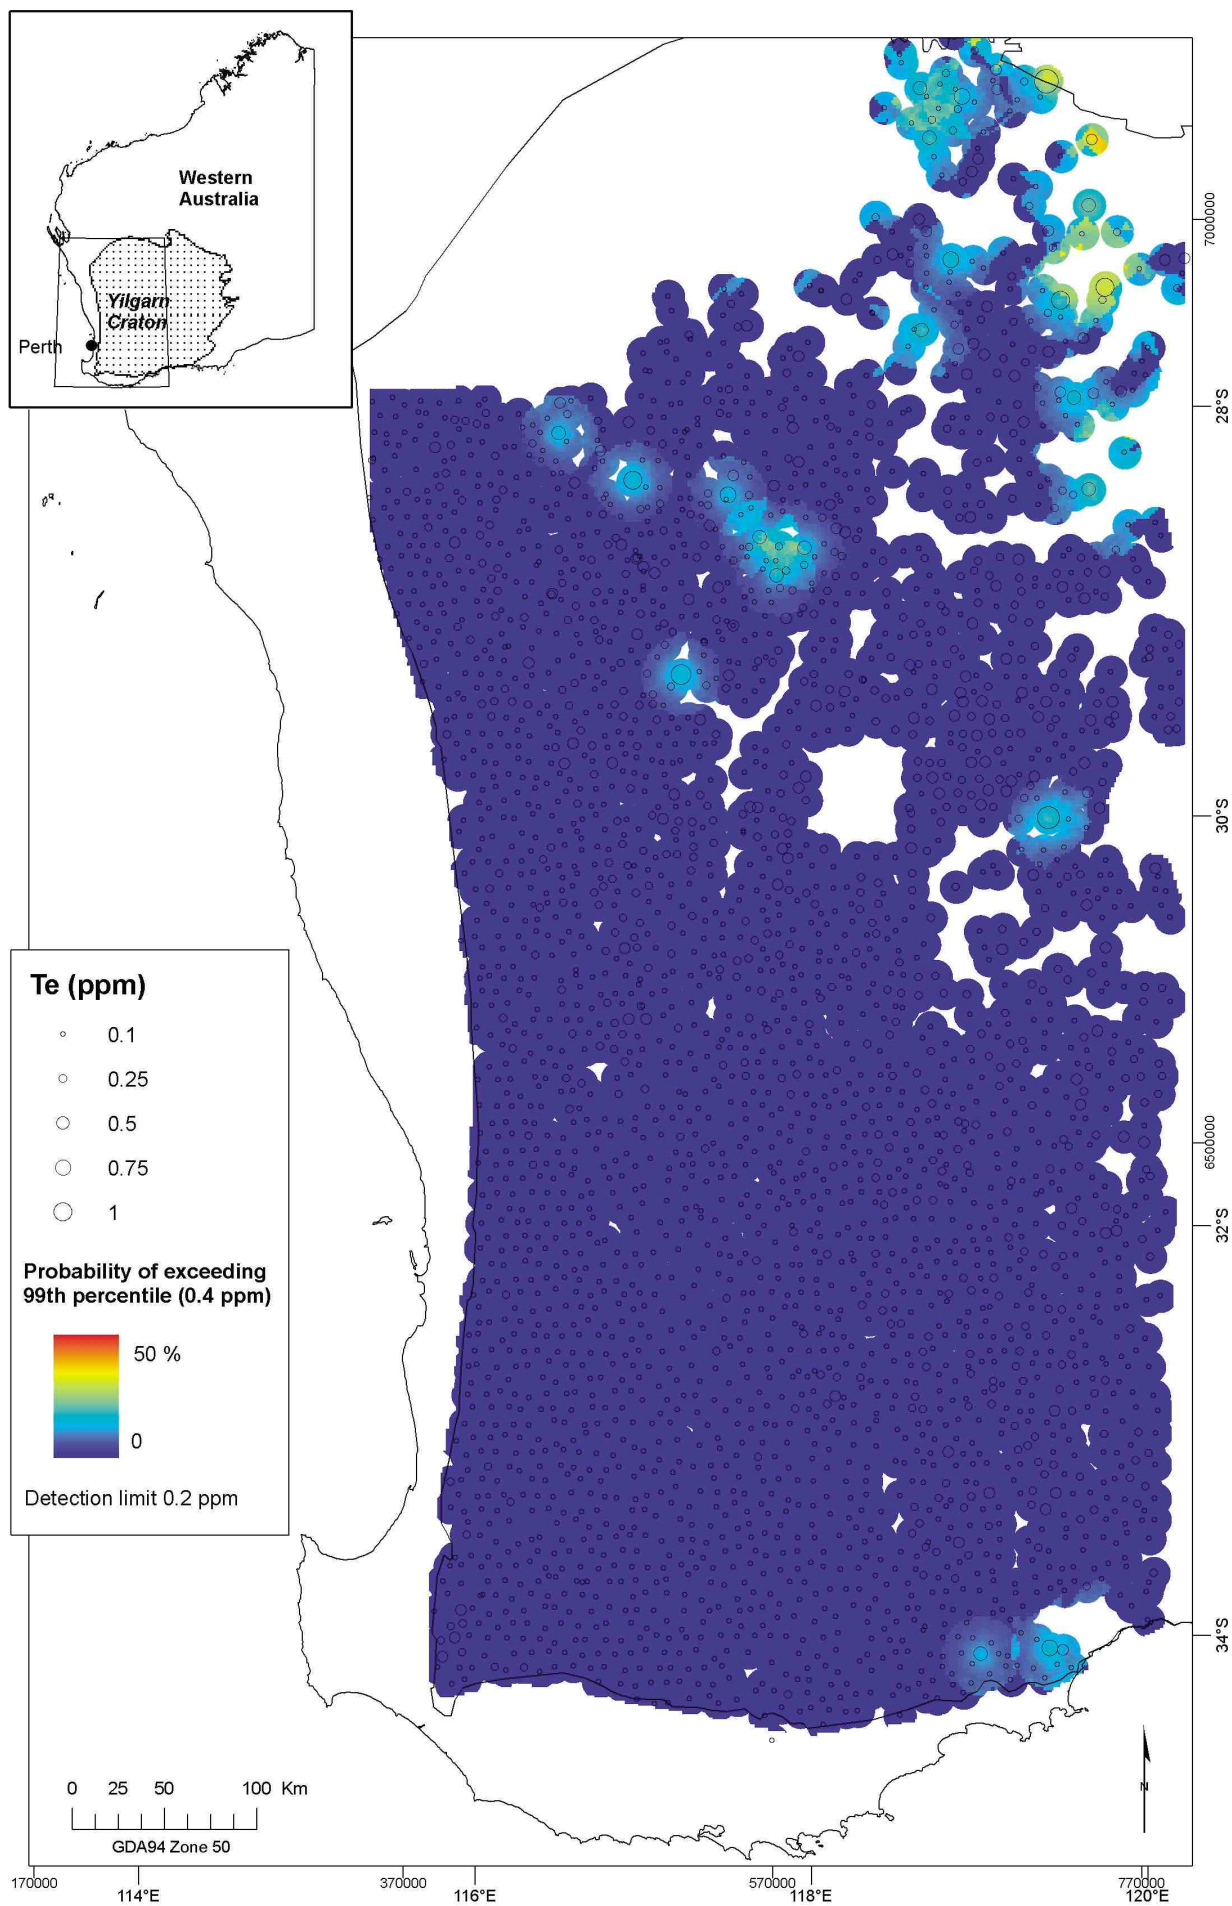 Western
Australia
Yilgarn
Craton
Perth
7000000
28°S
30°S
6500000
32°S
34°S
Te (ppm)
0.1
0.25
0.5
0.75
1
Probability of exceeding
99th percentile (0.4 ppm)
50 %
0
Detection limit 0.2 ppm
0 25 50 100 Km
GDA94 Zone 50
N
170000 370000 570000 770000
114°E 116°E 118°E 120°E